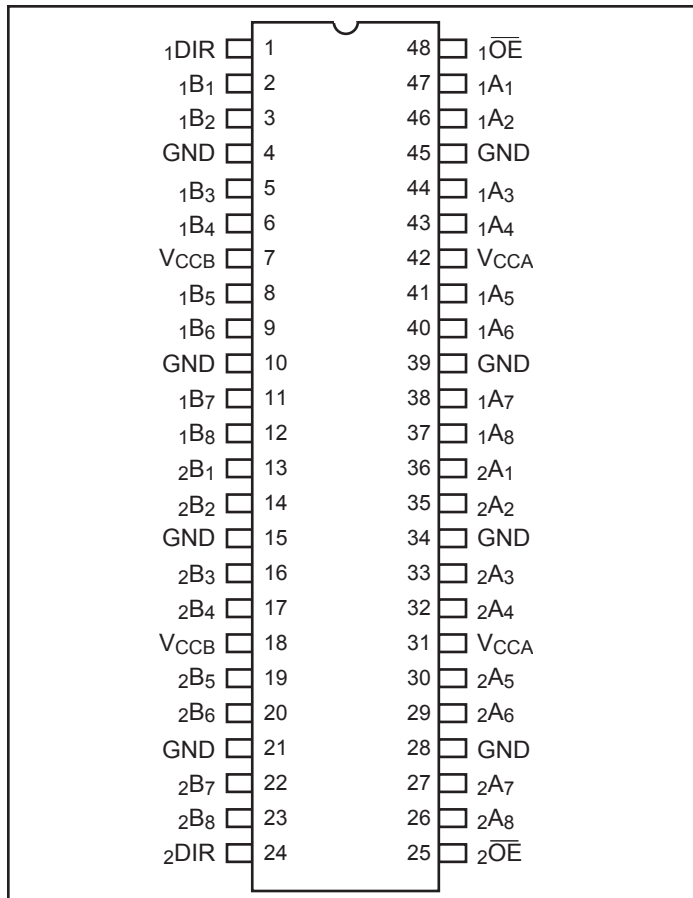 1DIR 1 48 1O̅E̅
1B1 2 47 1A1
1B2 3 46 1A2
GND 4 45 GND
1B3 5 44 1A3
1B4 6 43 1A4
VCCB 7 42 VCCA
1B5 8 41 1A5
1B6 9 40 1A6
GND 10 39 GND
1B7 11 38 1A7
1B8 12 37 1A8
2B1 13 36 2A1
2B2 14 35 2A2
GND 15 34 GND
2B3 16 33 2A3
2B4 17 32 2A4
VCCB 18 31 VCCA
2B5 19 30 2A5
2B6 20 29 2A6
GND 21 28 GND
2B7 22 27 2A7
2B8 23 26 2A8
2DIR 24 25 2O̅E̅